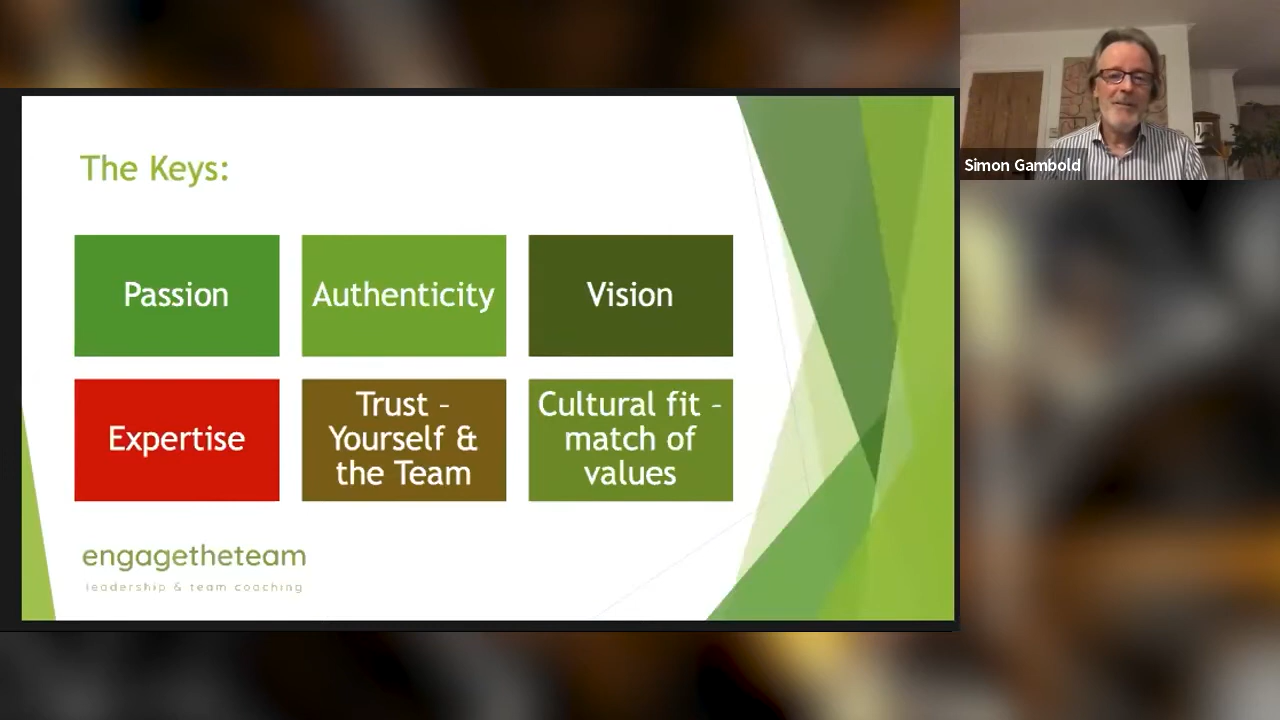 The Keys:
Passion
Authenticity
Vision
Expertise
Trust –
Yourself &
the Team
Cultural fit –
match of
values
engagetheteam
leadership & team coaching
Simon Gambold